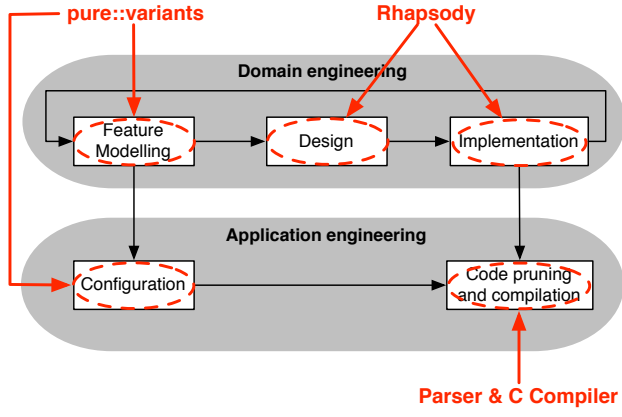 pure::variants
Rhapsody
Domain engineering
Feature
Modelling
Design
Implementation
Application engineering
Configuration
Code pruning
and compilation
Parser & C Compiler